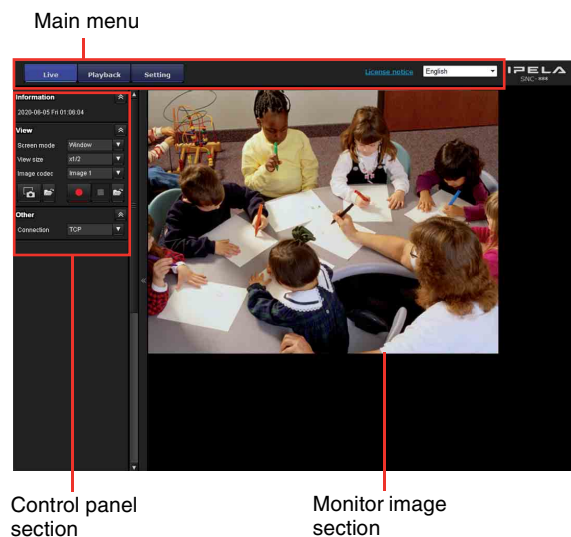 Main menu
Live Playback Setting License notice English IPELA
SNC-***
Information
2020-06-05 Fri 01:06:04
View
Screen mode Window
View size x1/2
Image codec Image 1
Other
Connection TCP
Control panel
section
Monitor image
section